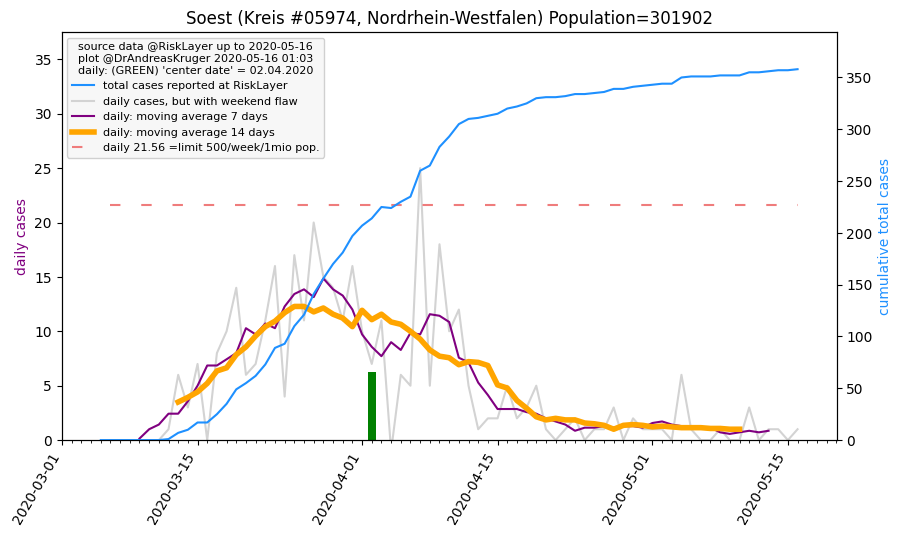 Soest (Kreis #05974, Nordrhein-Westfalen) Population=301902
source data @RiskLayer up to 2020-05-16
plot @DrAndreasKruger 2020-05-16 01:03
daily: (GREEN) 'center date' = 02.04.2020
total cases reported at RiskLayer
daily cases, but with weekend flaw
daily: moving average 7 days
daily: moving average 14 days
daily 21.56 =limit 500/week/1mio pop.
daily cases
35
30
25
20
15
10
5
0
cumulative total cases
350
300
250
200
150
100
50
0
2020-03-01
2020-03-15
2020-04-01
2020-04-15
2020-05-01
2020-05-15